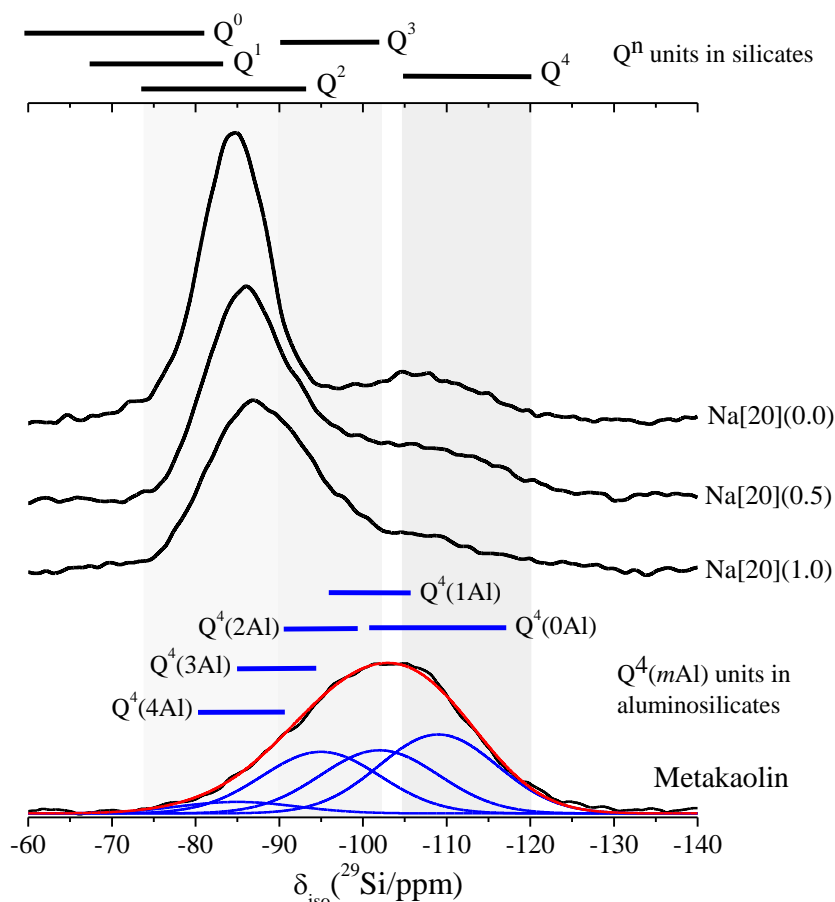 Q⁰
Q³
Qⁿ units in silicates
Q¹
Q⁴
Q²
Na[20](0.0)
Na[20](0.5)
Na[20](1.0)
Q⁴(1Al)
Q⁴(2Al)
Q⁴(0Al)
Q⁴(3Al)
Q⁴(mAl) units in
aluminosilicates
Q⁴(4Al)
Metakaolin
-60 -70 -80 -90 -100 -110 -120 -130 -140
δiso(²⁹Si/ppm)